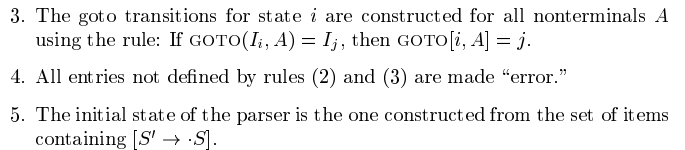 3. The goto transitions for state i are constructed for all nonterminals A
using the rule: If GOTO(Iᵢ, A) = Iⱼ, then GOTO[i, A] = j.
4. All entries not defined by rules (2) and (3) are made “error.”
5. The initial state of the parser is the one constructed from the set of items
containing [S′ → ·S].